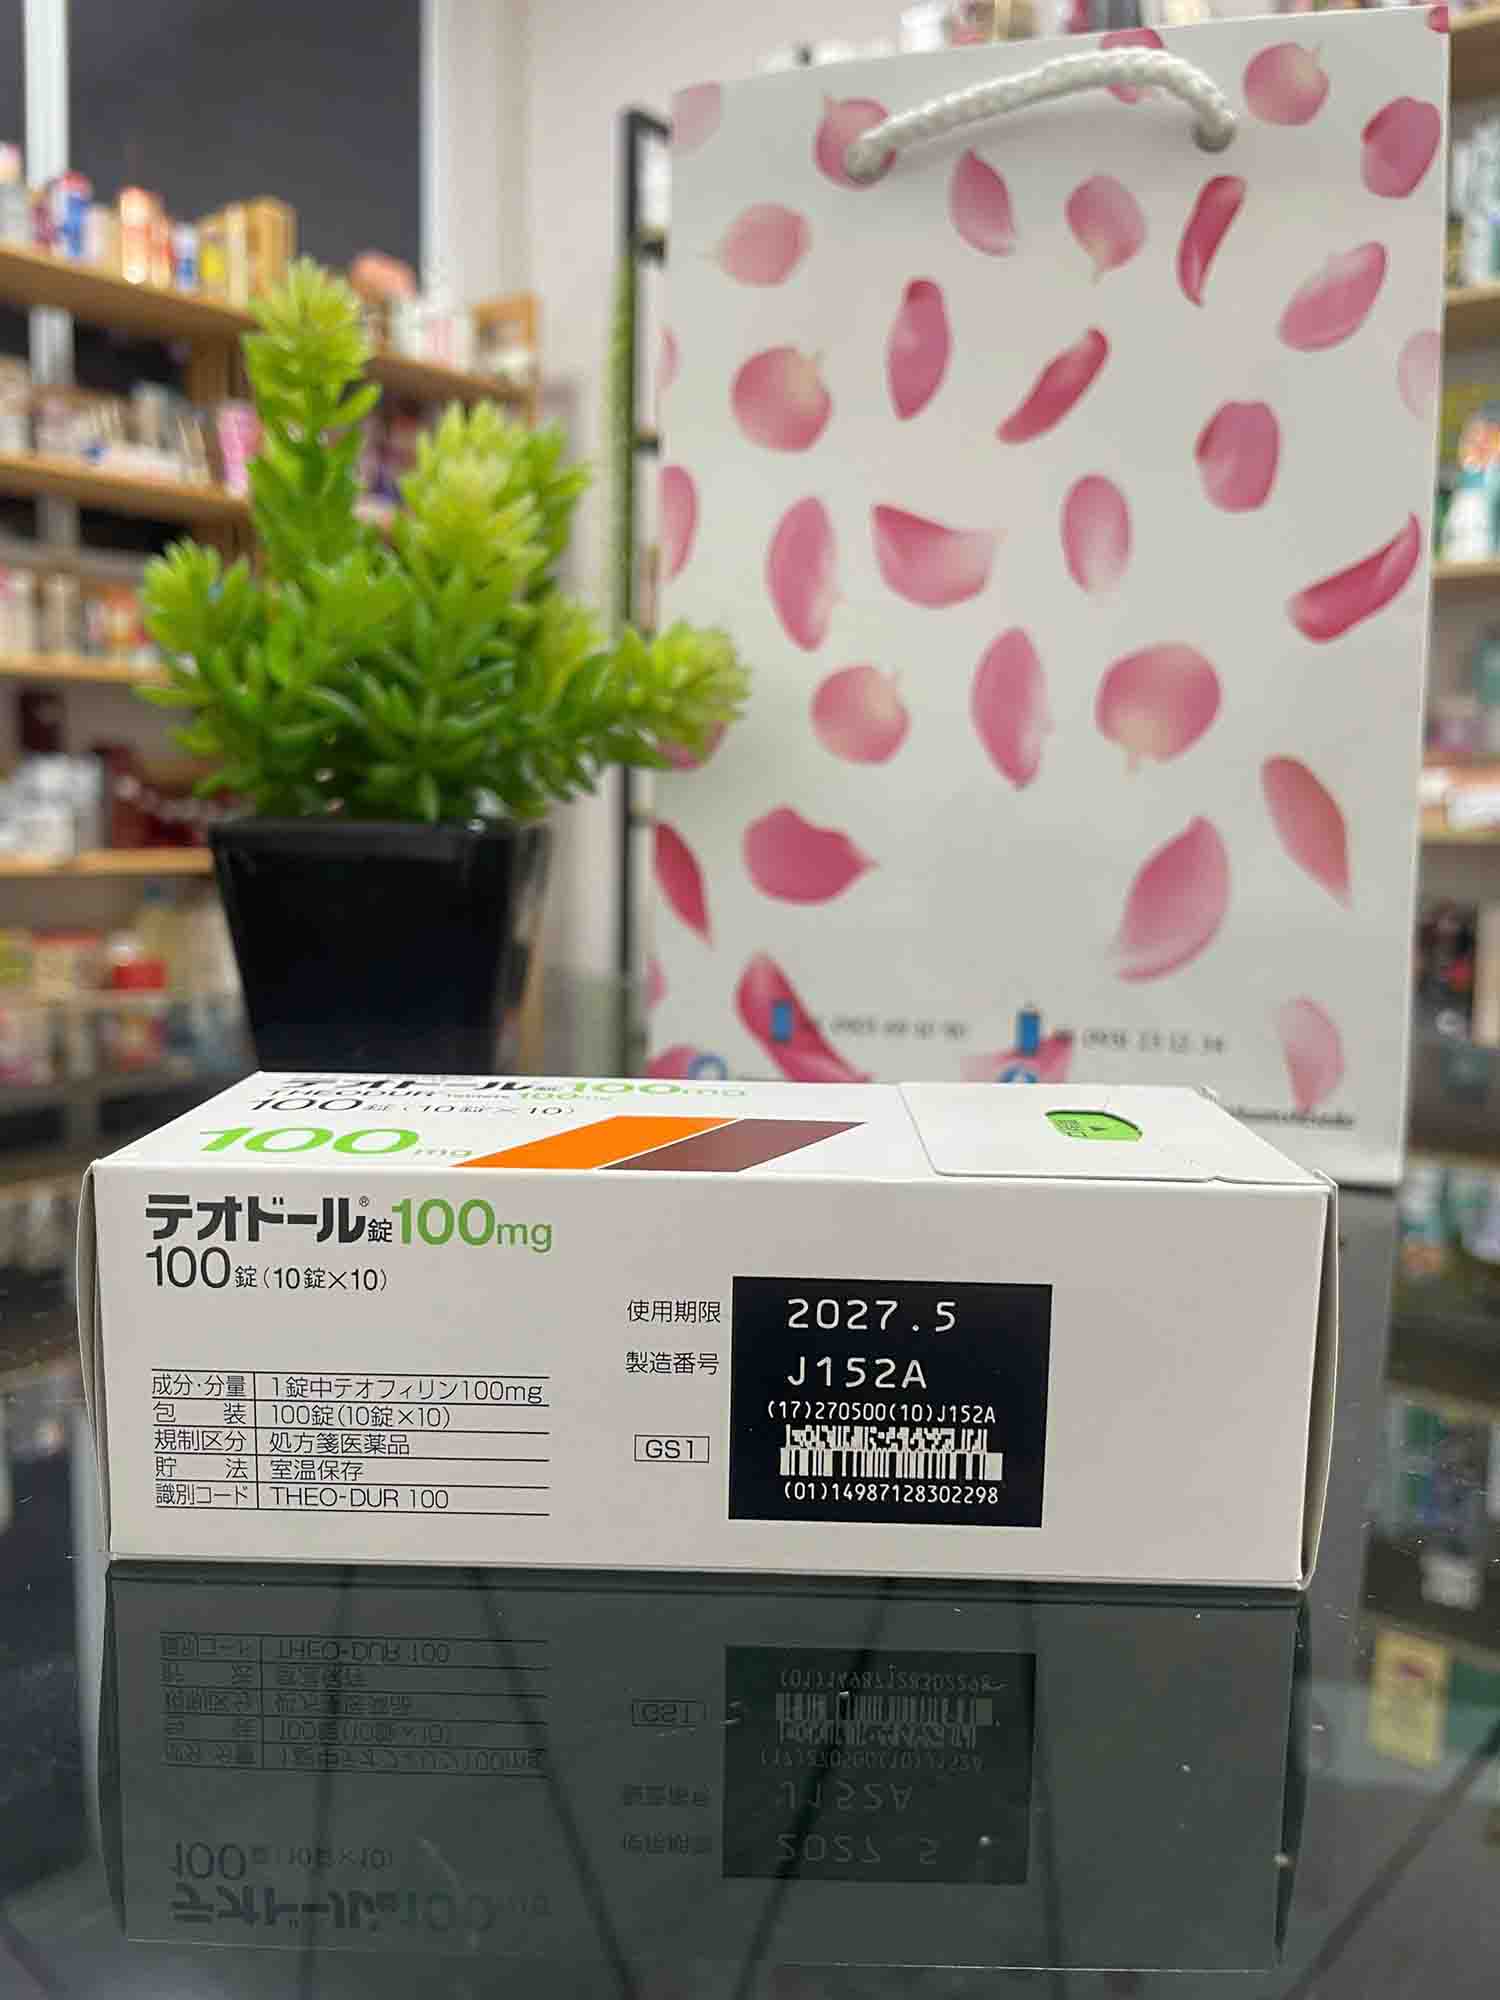 テオドール錠100mg
THEODUR Tablets 100mg
100錠(10錠×10)
100mg
テオドール®錠100mg
100錠(10錠×10)
成分・分量 1錠中テオフィリン100mg
包装 100錠(10錠×10)
規制区分 処方箋医薬品
貯法 室温保存
識別コード THEO-DUR 100
使用期限 2027.5
製造番号 J152A
(17)270500(10)J152A
GS1
(01)14987128302298